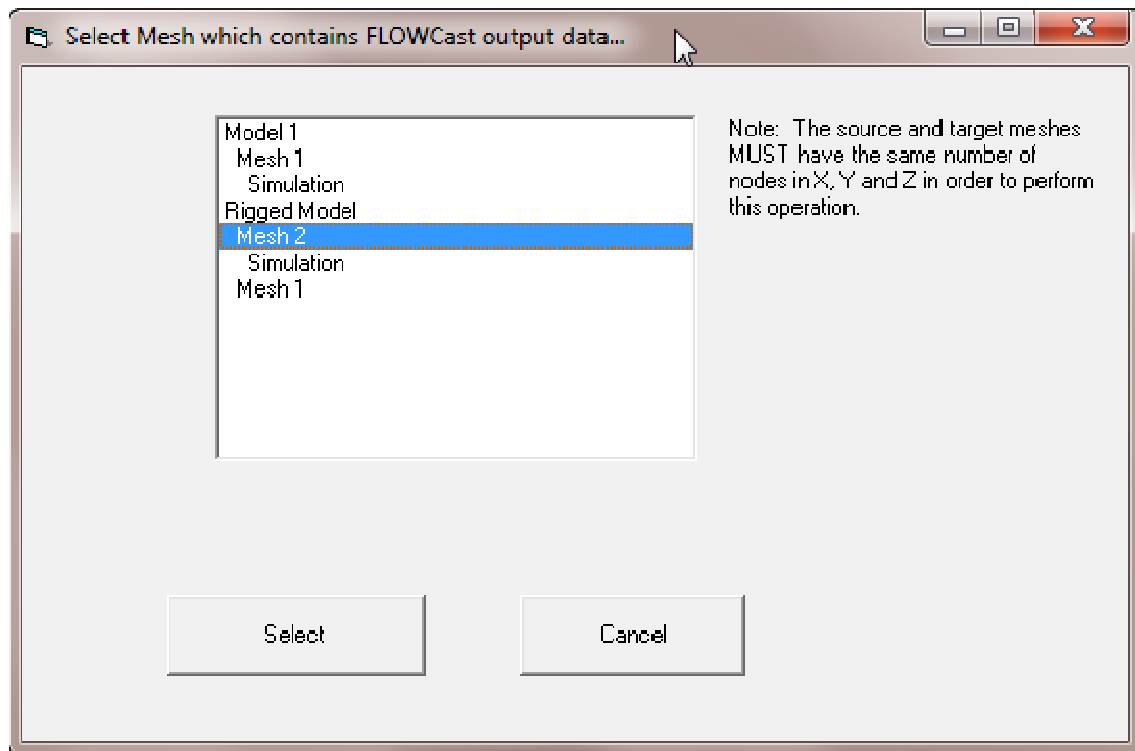 Select Mesh which contains FLOWCast output data...
Model 1
Mesh 1
Simulation
Rigged Model
Mesh 2
Simulation
Mesh 1
Note: The source and target meshes
MUST have the same number of
nodes in X, Y and Z in order to perform
this operation.
Select
Cancel